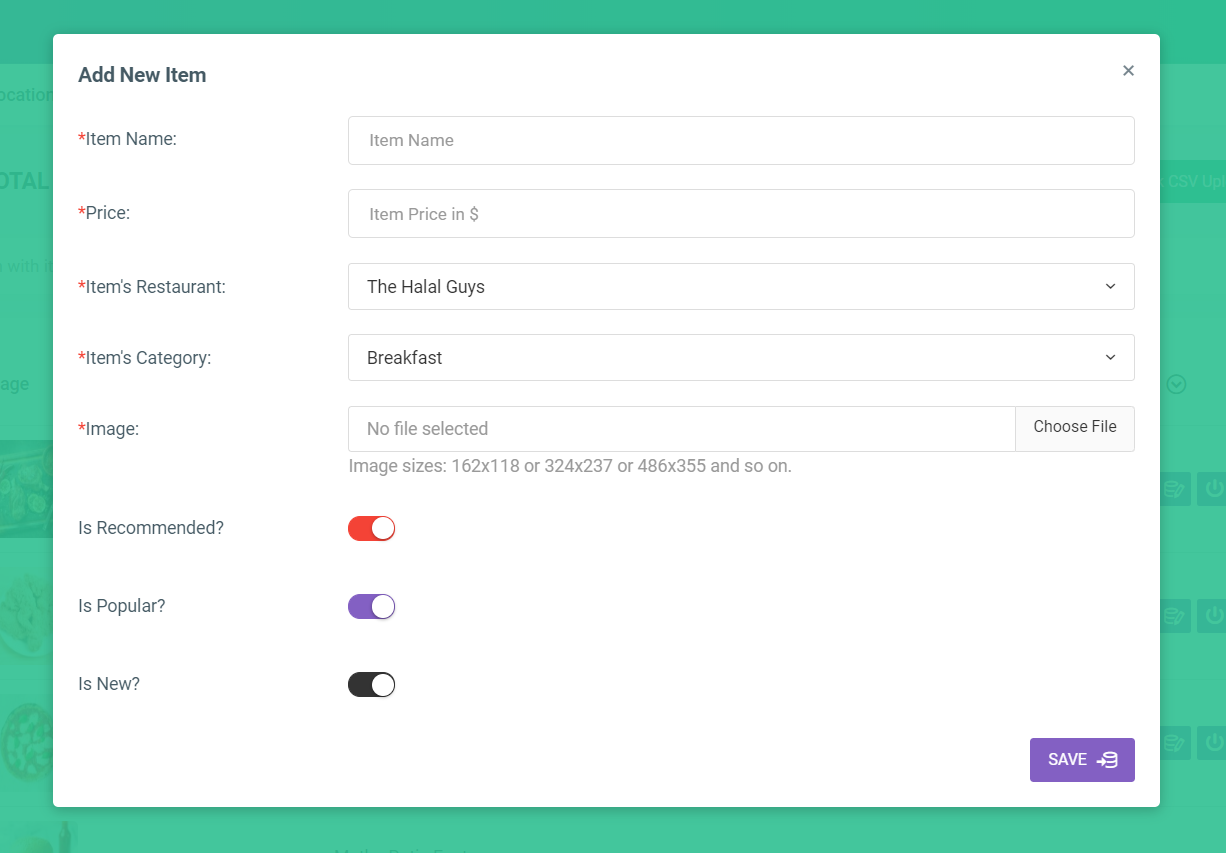 Add New Item
×
*Item Name:
Item Name
*Price:
Item Price in $
*Item's Restaurant:
The Halal Guys
*Item's Category:
Breakfast
*Image:
No file selected
Choose File
Image sizes: 162x118 or 324x237 or 486x355 and so on.
Is Recommended?
Is Popular?
Is New?
SAVE
OTAL
CSV Upl
with it
age
ocation